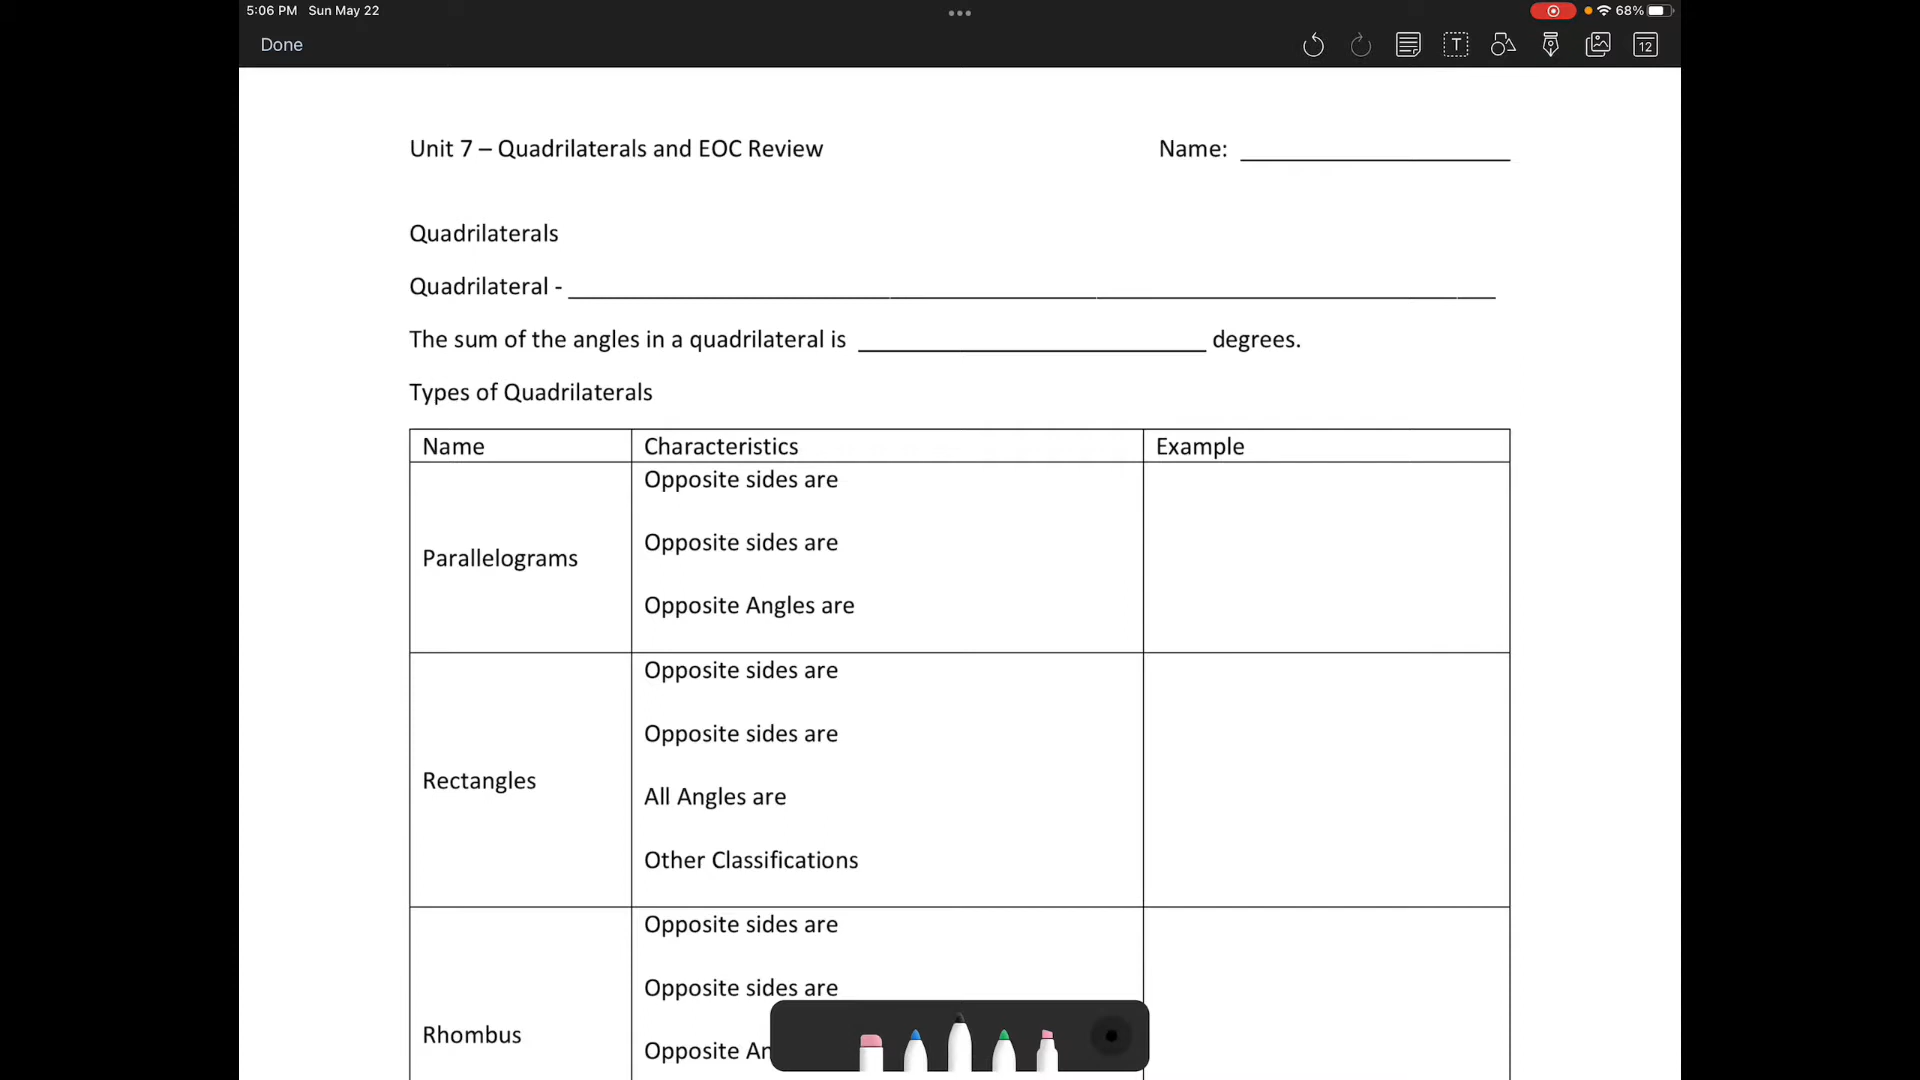 5:06 PM Sun May 22
68%
Done
T
12
Unit 7 – Quadrilaterals and EOC Review Name: ____________________
Quadrilaterals
Quadrilateral - ____________________________________________________________________
The sum of the angles in a quadrilateral is __________________________ degrees.
Types of Quadrilaterals
Name Characteristics Example
Parallelograms
Opposite sides are
Opposite sides are
Opposite Angles are
Rectangles
Opposite sides are
Opposite sides are
All Angles are
Other Classifications
Rhombus
Opposite sides are
Opposite sides are
Opposite An